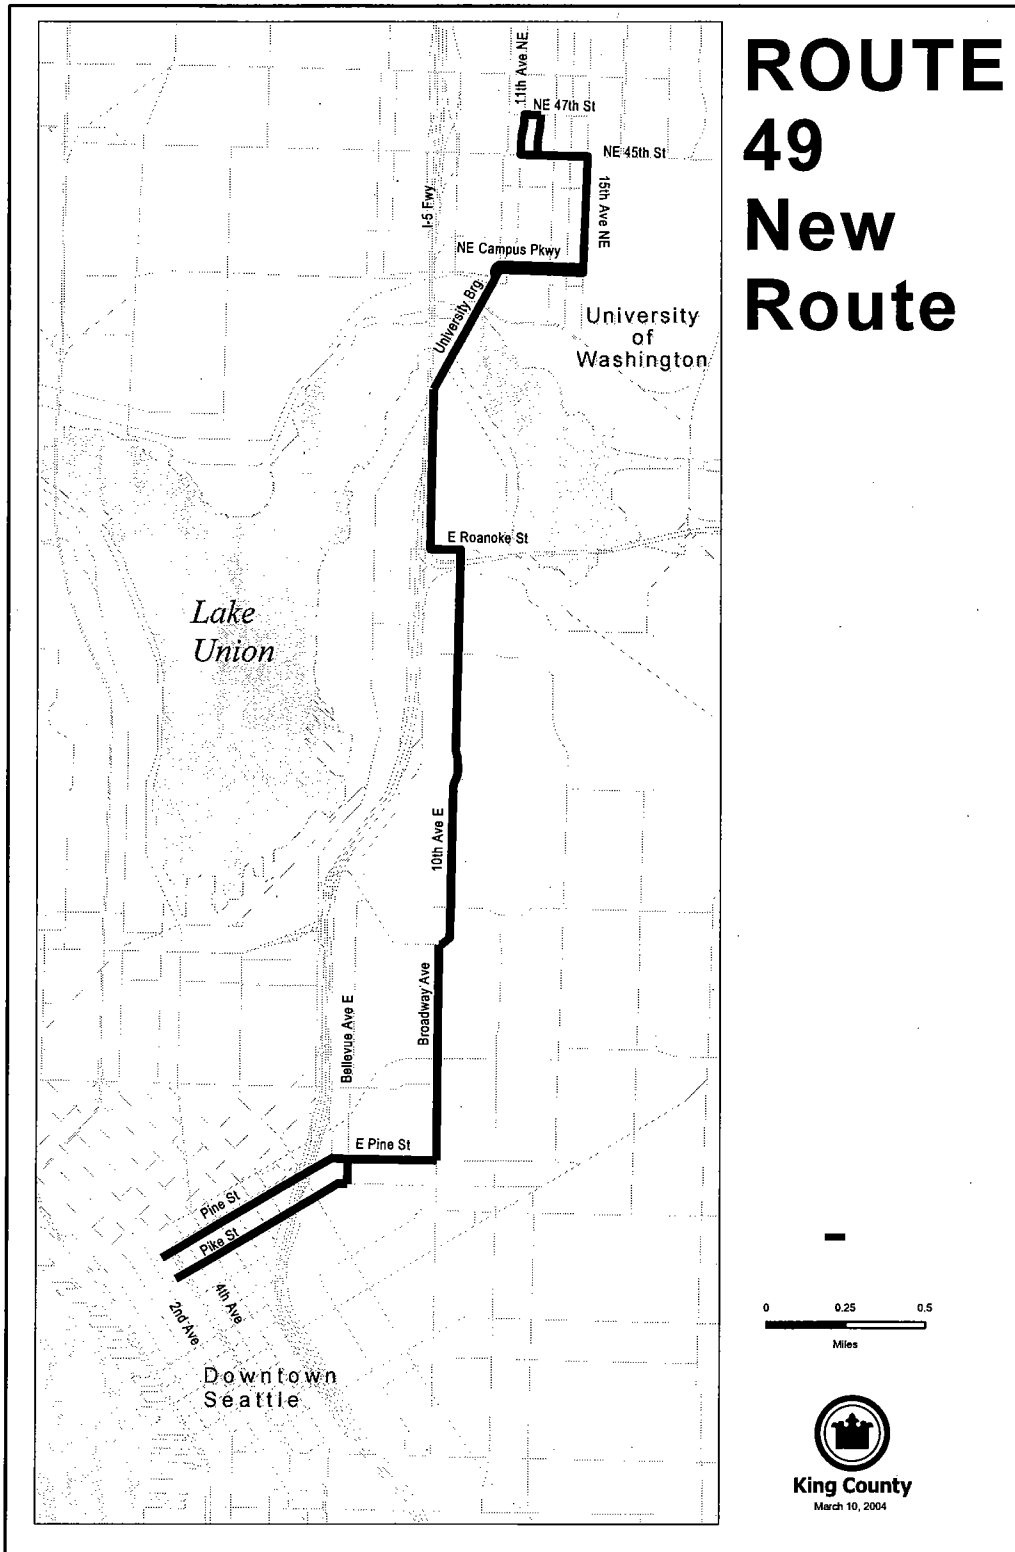 ROUTE
49
New
Route
11th Ave NE
NE 47th St
NE 45th St
15th Ave NE
I-5 Fwy
NE Campus Pkwy
University Brg.
University
of
Washington
E Roanoke St
Lake
Union
10th Ave E
Broadway Ave
Bellevue Ave E
E Pine St
Pine St
Pike St
4th Ave
2nd Ave
Downtown
Seattle
0 0.25 0.5
Miles
King County
March 10, 2004